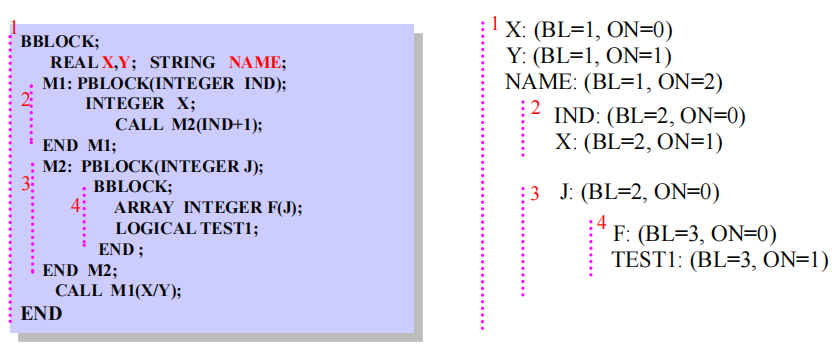 1
BBLOCK;
REAL X,Y; STRING NAME;
M1: PBLOCK(INTEGER IND);
2
INTEGER X;
CALL M2(IND+1);
END M1;
M2: PBLOCK(INTEGER J);
3
BBLOCK;
4
ARRAY INTEGER F(J);
LOGICAL TEST1;
END ;
END M2;
CALL M1(X/Y);
END
1 X: (BL=1, ON=0)
Y: (BL=1, ON=1)
NAME: (BL=1, ON=2)
2 IND: (BL=2, ON=0)
X: (BL=2, ON=1)
3 J: (BL=2, ON=0)
4 F: (BL=3, ON=0)
TEST1: (BL=3, ON=1)